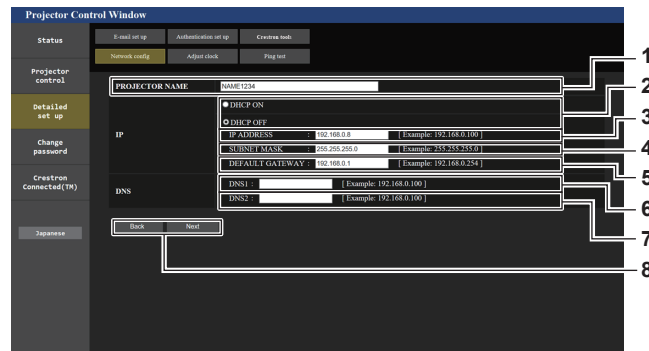 Projector Control Window
Status
E-mail set up
Authentication set up
Crestron tools
Network config
Adjust clock
Ping test
Projector
control
PROJECTOR NAME : NAME1234 1
Detailed
set up
DHCP ON 2
DHCP OFF
IP
IP ADDRESS : 192.168.0.8 [ Example: 192.168.0.100 ] 3
SUBNET MASK : 255.255.255.0 [ Example: 255.255.255.0 ] 4
DEFAULT GATEWAY : 192.168.0.1 [ Example: 192.168.0.254 ] 5
Change
password
Crestron
Connected(TM)
DNS
DNS1 : [ Example: 192.168.0.100 ] 6
DNS2 : [ Example: 192.168.0.100 ] 7
Japanese
Back Next 8